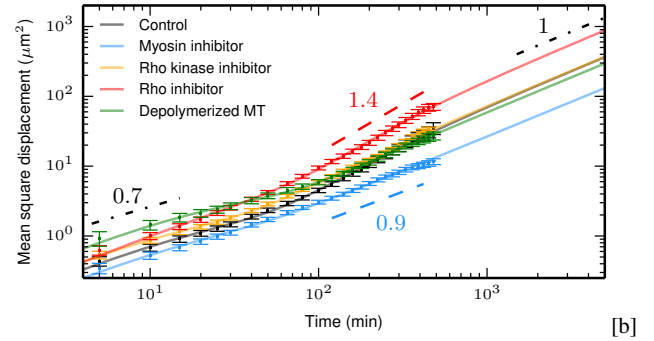 Mean square displacement (μm²)
10³
10²
10¹
10⁰
Control
Myosin inhibitor
Rho kinase inhibitor
Rho inhibitor
Depolymerized MT
1
1.4
0.7
0.9
10¹
10²
10³
Time (min)
[b]